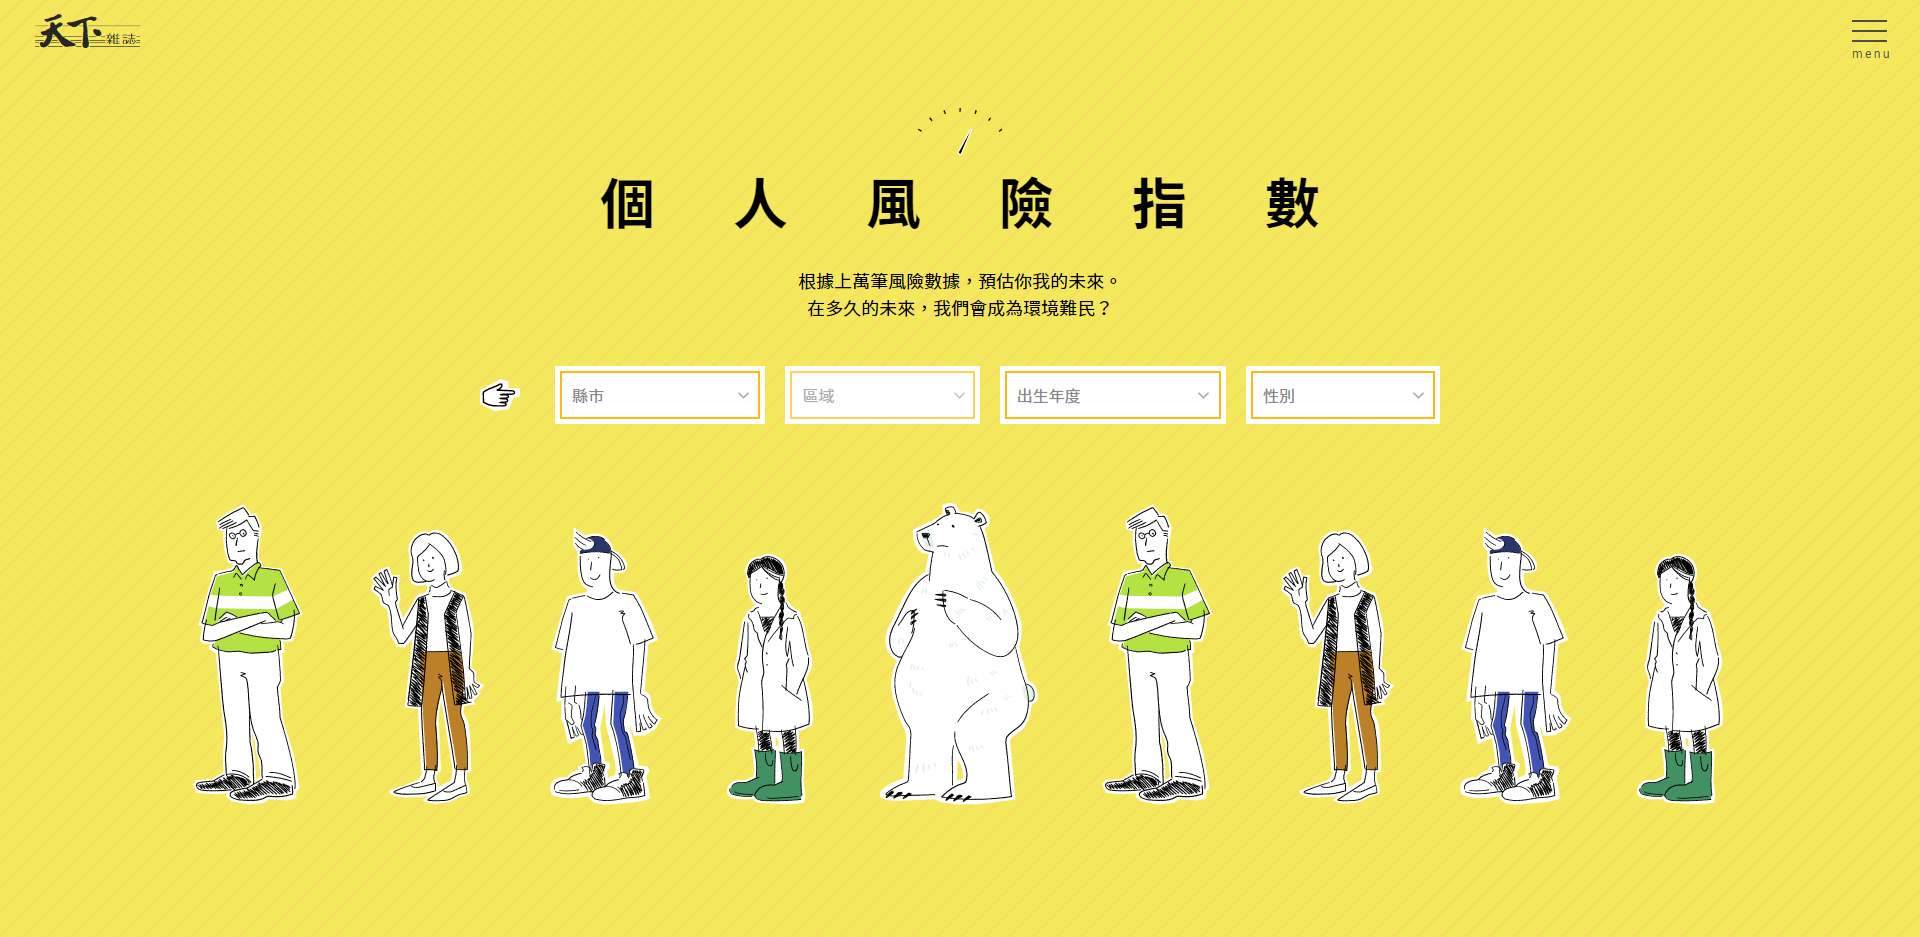 天下雜誌
menu
個人風險指數
根據上萬筆風險數據，預估你我的未來。
在多久的未來，我們會成為環境難民？
縣市
區域
出生年度
性別